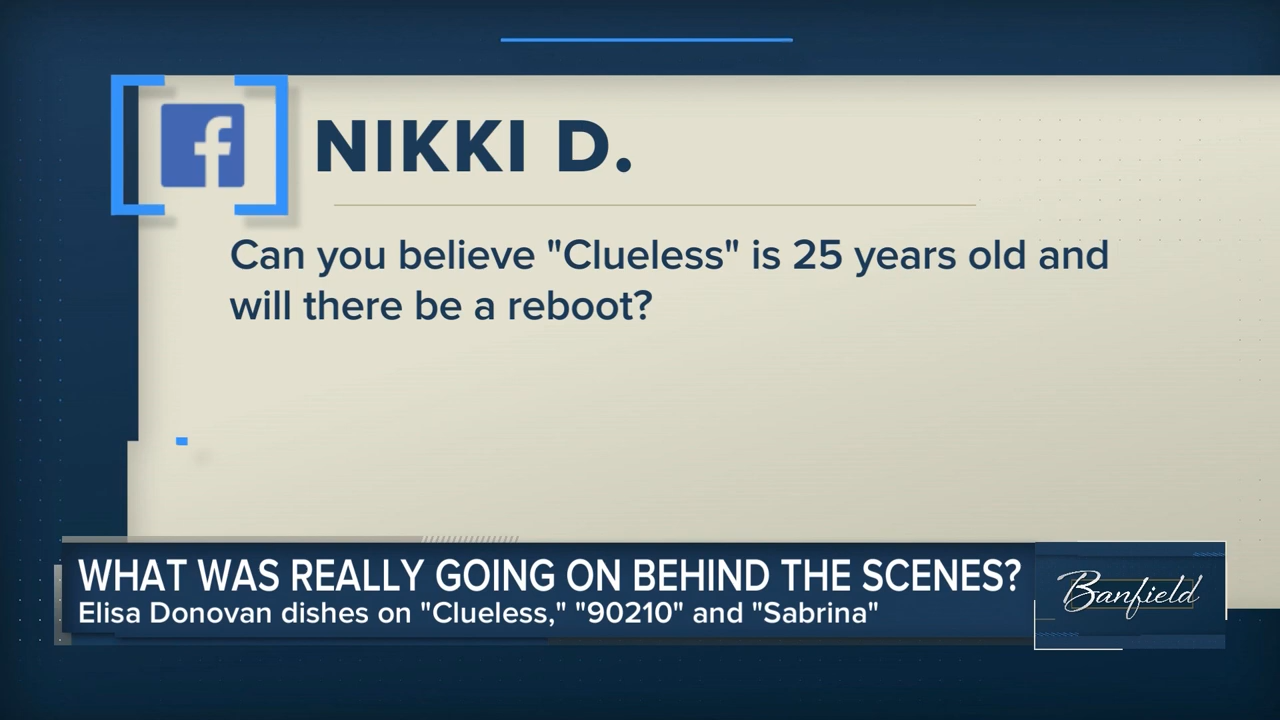 NIKKI D.
Can you believe "Clueless" is 25 years old and
will there be a reboot?
WHAT WAS REALLY GOING ON BEHIND THE SCENES?
Elisa Donovan dishes on "Clueless," "90210" and "Sabrina"
Banfield